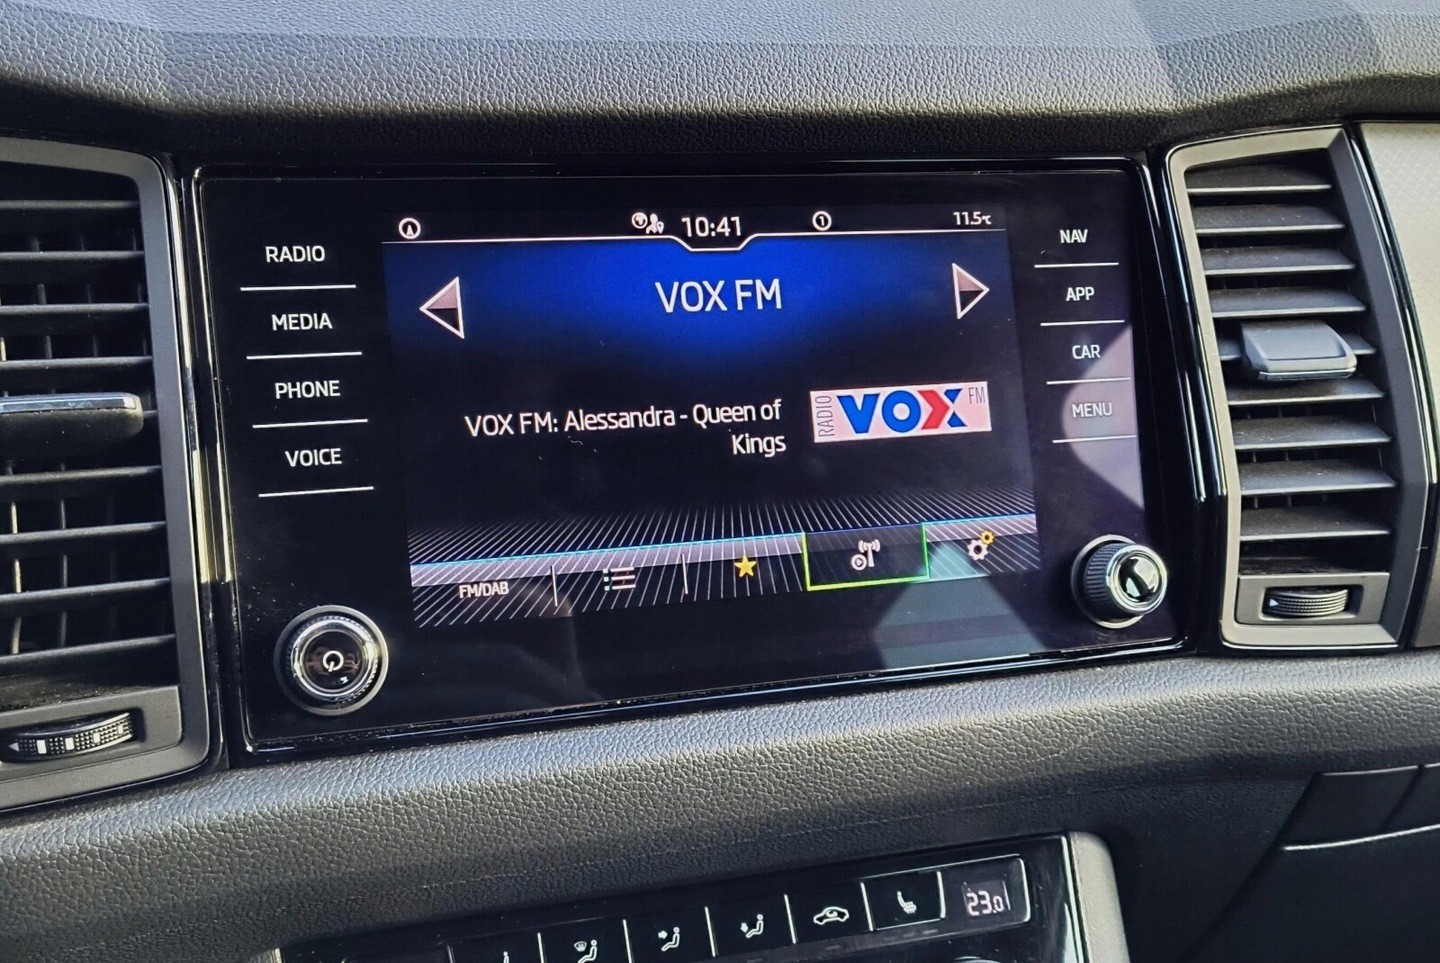 RADIO
MEDIA
PHONE
VOICE
10:41
1
11.5°C
VOX FM
VOX FM: Alessandra - Queen of
Kings
RADIO VOX FM
FM/DAB
NAV
APP
CAR
MENU
23.0